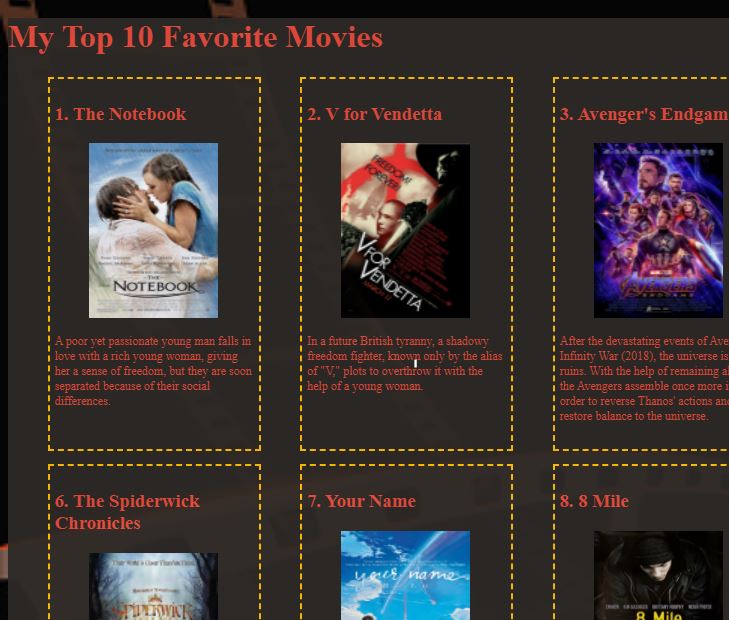 My Top 10 Favorite Movies
1. The Notebook
THE
NOTEBOOK
A poor yet passionate young man falls in
love with a rich young woman, giving
her a sense of freedom, but they are soon
separated because of their social
differences.
2. V for Vendetta
FREEDOM!
FOREVER!
V FOR
VENDETTA
In a future British tyranny, a shadowy
freedom fighter, known only by the alias
of "V," plots to overthrow it with the
help of a young woman.
3. Avenger's Endgam
AVENGERS
ENDGAME
After the devastating events of Ave
Infinity War (2018), the universe is
ruins. With the help of remaining al
the Avengers assemble once more i
order to reverse Thanos' actions an
restore balance to the universe.
6. The Spiderwick
Chronicles
SPIDERWICK
7. Your Name
your name
8. 8 Mile
8 Mile